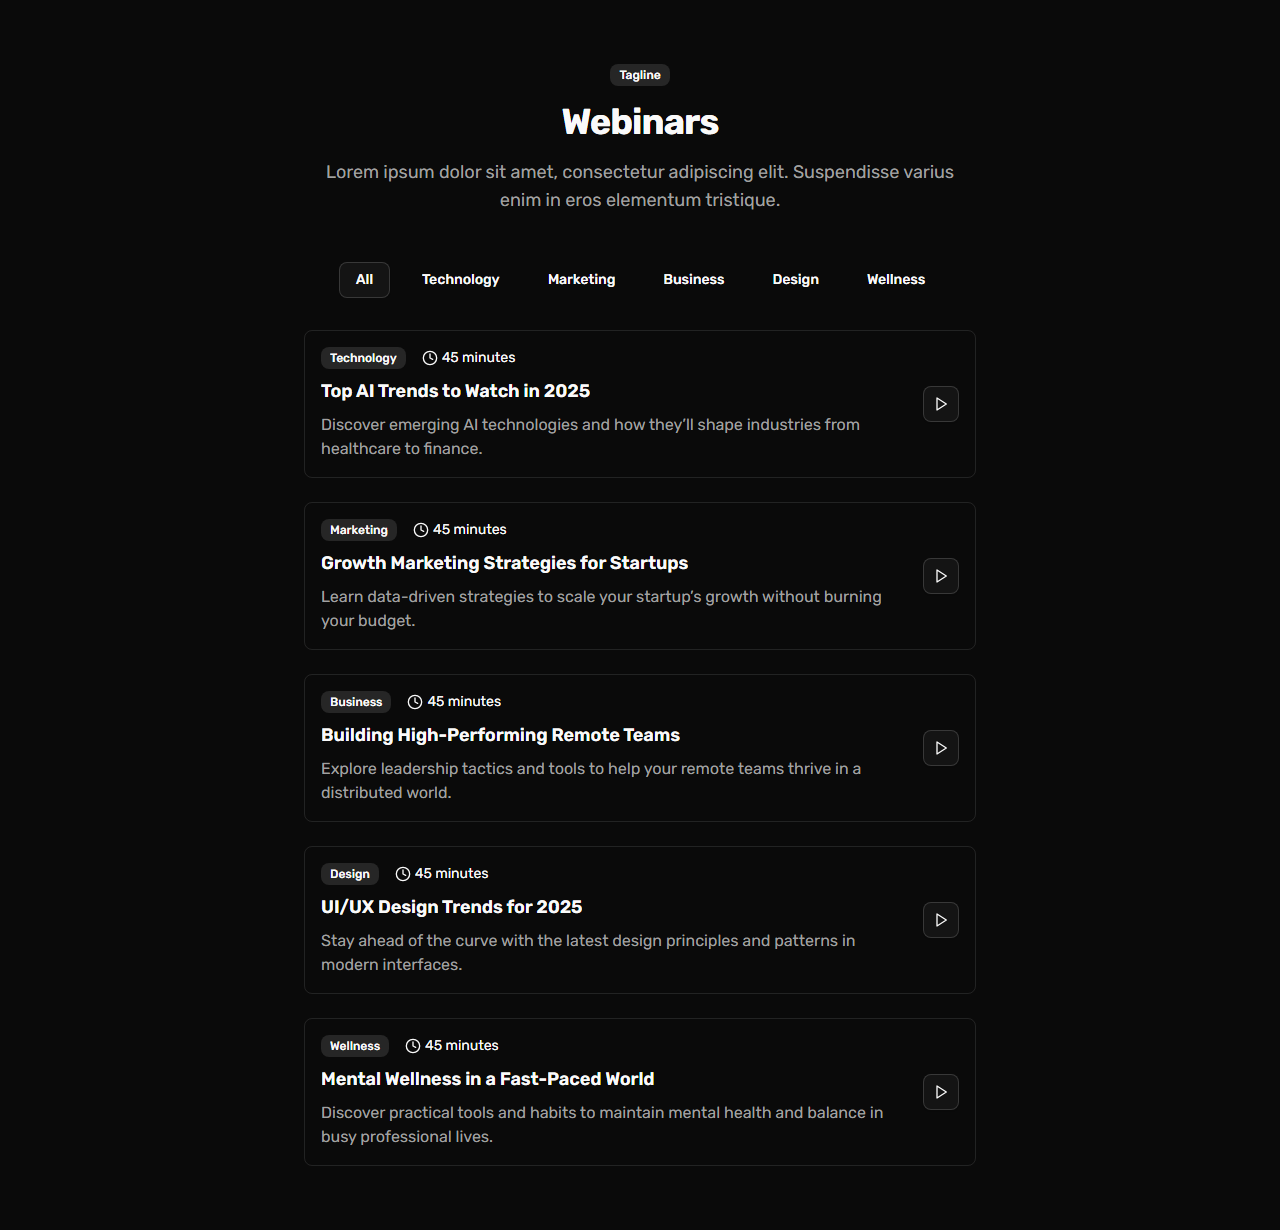 Tagline
Webinars
Lorem ipsum dolor sit amet, consectetur adipiscing elit. Suspendisse varius
enim in eros elementum tristique.
All Technology Marketing Business Design Wellness
Technology 45 minutes
Top AI Trends to Watch in 2025
Discover emerging AI technologies and how they’ll shape industries from
healthcare to finance.
Marketing 45 minutes
Growth Marketing Strategies for Startups
Learn data-driven strategies to scale your startup’s growth without burning
your budget.
Business 45 minutes
Building High-Performing Remote Teams
Explore leadership tactics and tools to help your remote teams thrive in a
distributed world.
Design 45 minutes
UI/UX Design Trends for 2025
Stay ahead of the curve with the latest design principles and patterns in
modern interfaces.
Wellness 45 minutes
Mental Wellness in a Fast-Paced World
Discover practical tools and habits to maintain mental health and balance in
busy professional lives.